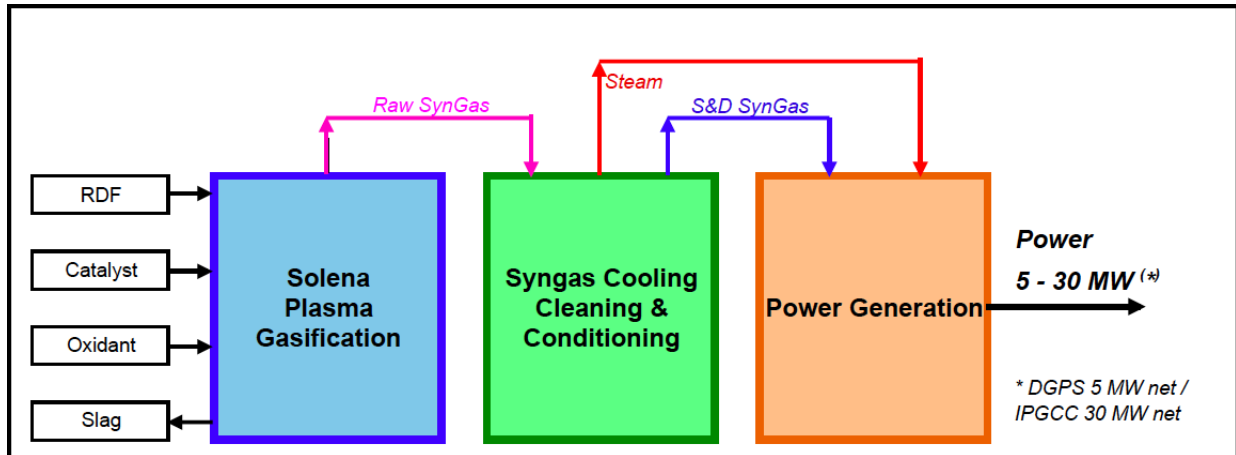 Steam
Raw SynGas
S&D SynGas
RDF
Catalyst
Oxidant
Slag
Solena
Plasma
Gasification
Syngas Cooling
Cleaning &
Conditioning
Power Generation
Power
5 - 30 MW (*)
* DGPS 5 MW net /
IPGCC 30 MW net